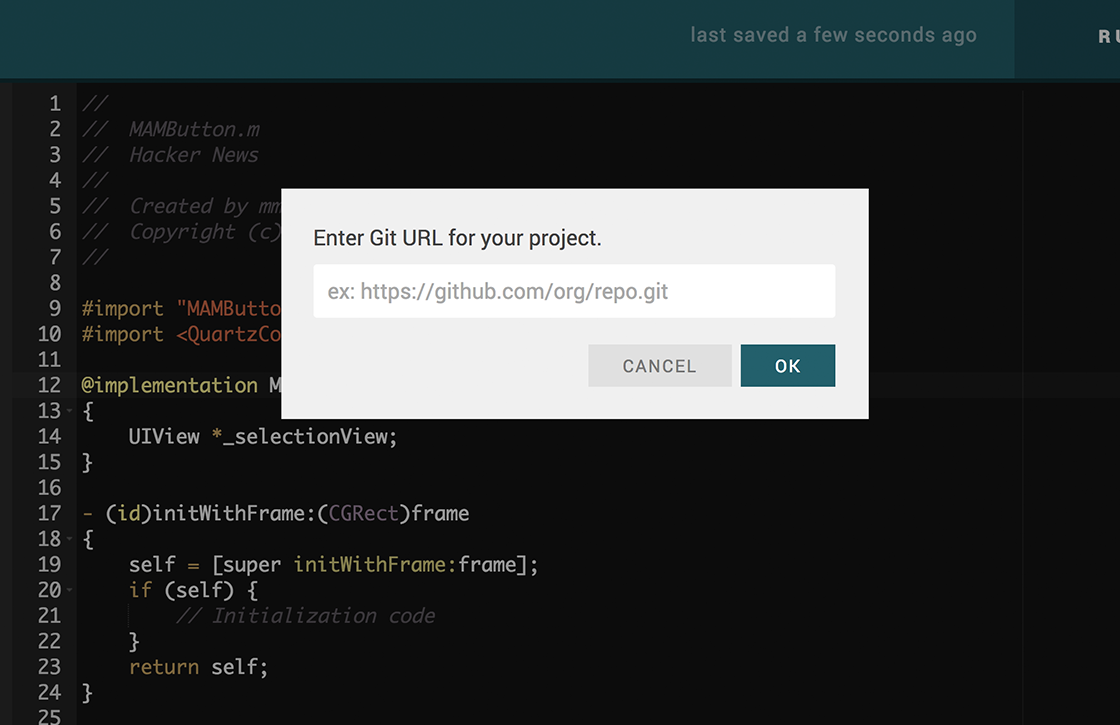 last saved a few seconds ago
RU
1 //
2 // MAMButton.m
3 // Hacker News
4 //
5 // Created by mm
6 // Copyright (c)
7 //
8
9 #import "MAMButto
10 #import <QuartzCo
11
12 @implementation M
13 {
14 UIView *_selectionView;
15 }
16
17 - (id)initWithFrame:(CGRect)frame
18 {
19 self = [super initWithFrame:frame];
20 if (self) {
21 // Initialization code
22 }
23 return self;
24 }
25
Enter Git URL for your project.
ex: https://github.com/org/repo.git
CANCEL OK